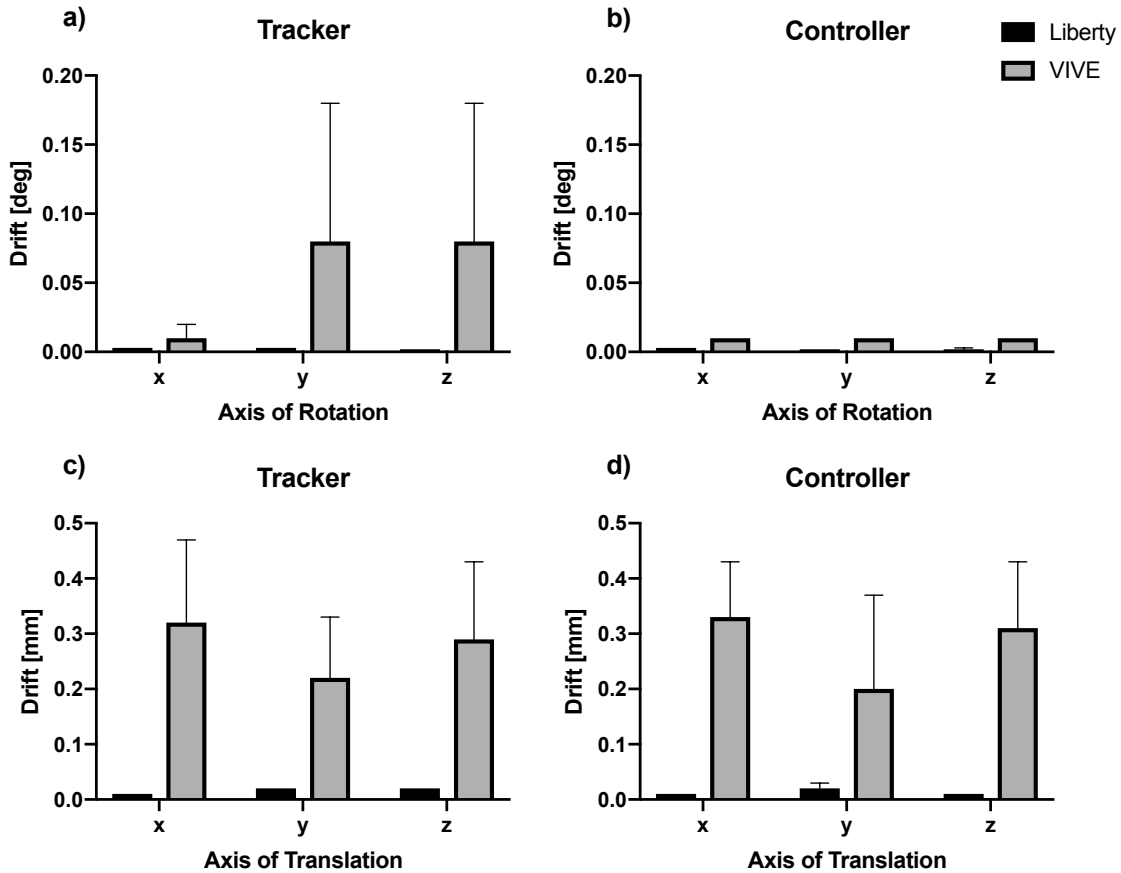 a)
Tracker
0.20
0.15
0.10
0.05
0.00
Drift [deg]
x y z
Axis of Rotation
b)
Controller
0.20
0.15
0.10
0.05
0.00
Drift [deg]
x y z
Axis of Rotation
Liberty
VIVE
c)
Tracker
0.5
0.4
0.3
0.2
0.1
0.0
Drift [mm]
x y z
Axis of Translation
d)
Controller
0.5
0.4
0.3
0.2
0.1
0.0
Drift [mm]
x y z
Axis of Translation